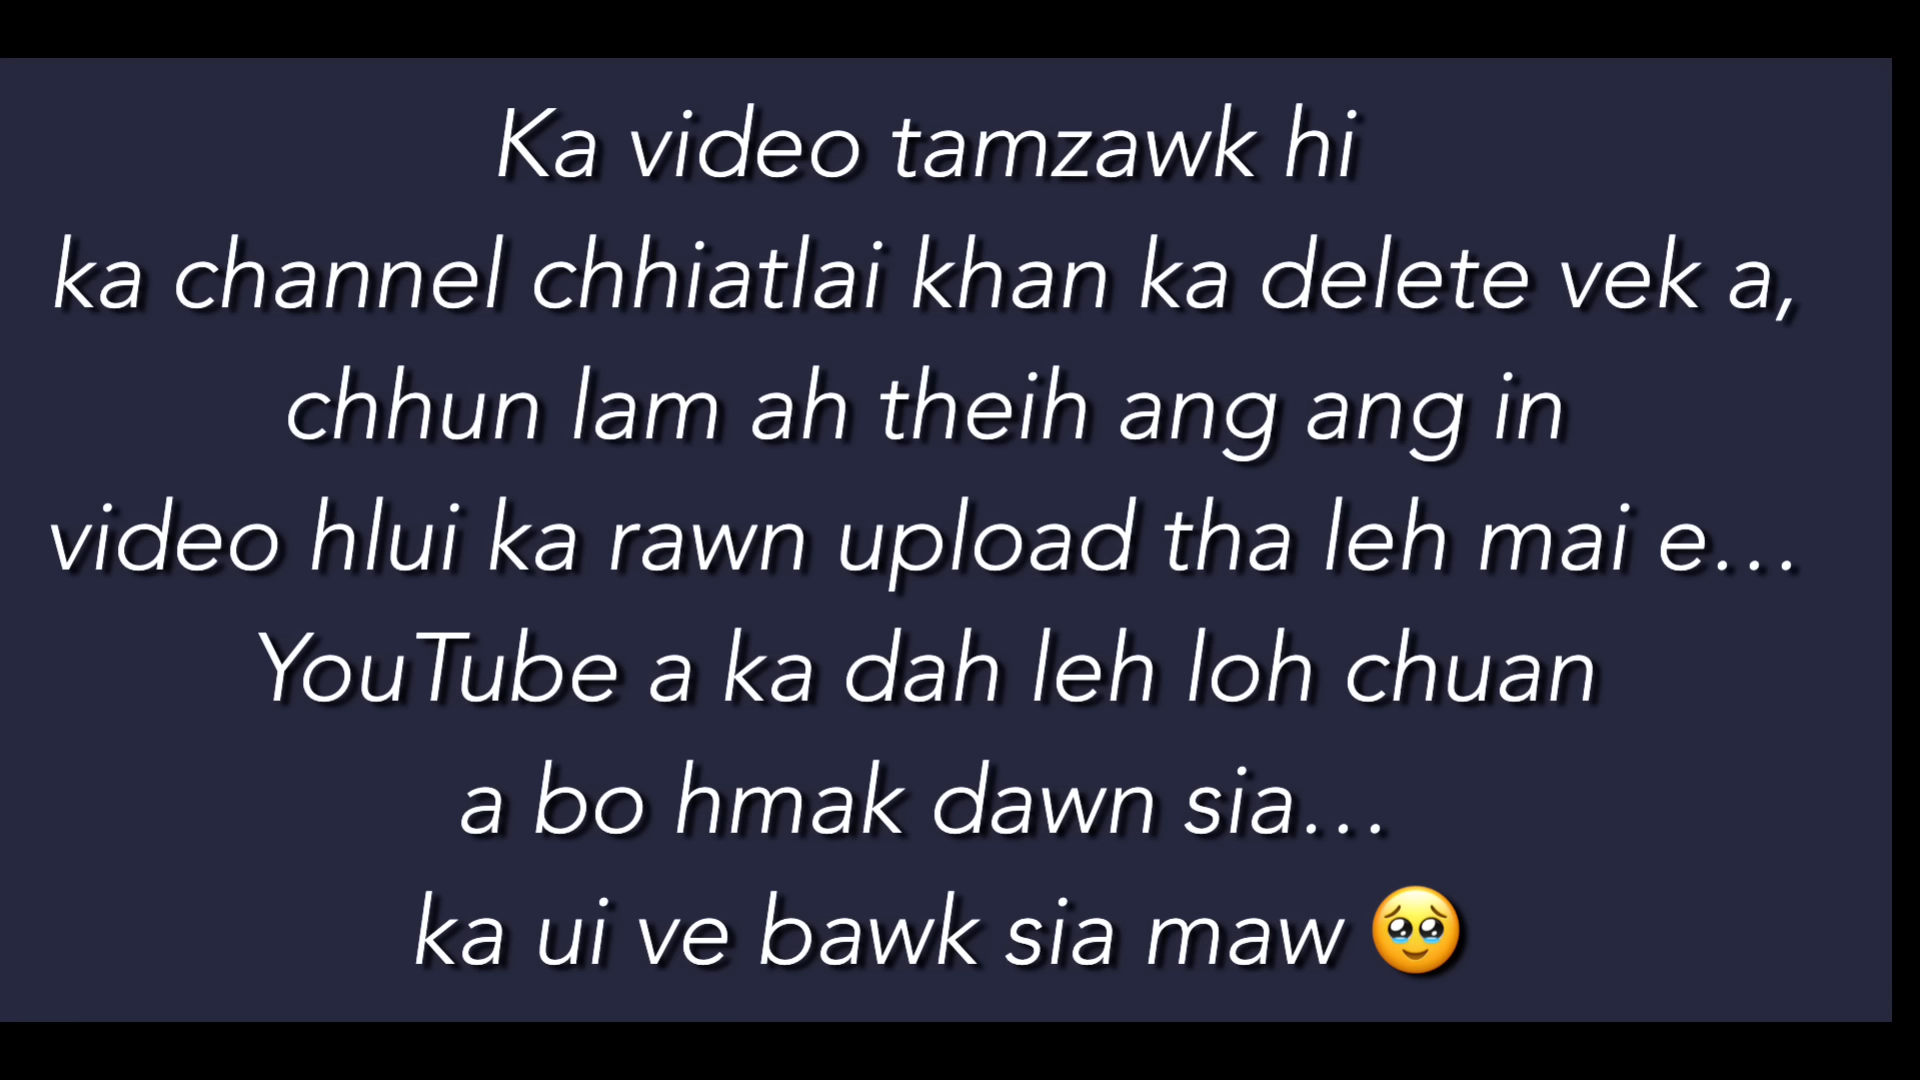 Ka video tamzawk hi
ka channel chhiatlai khan ka delete vek a,
chhun lam ah theih ang ang in
video hlui ka rawn upload tha leh mai e...
YouTube a ka dah leh loh chuan
a bo hmak dawn sia...
ka ui ve bawk sia maw 🥹